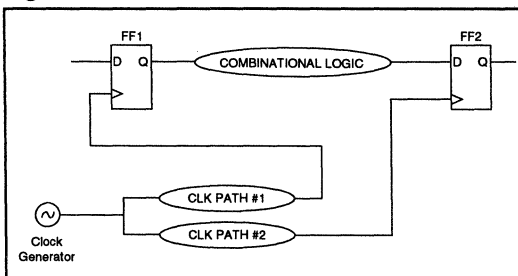 FF1
FF2
D Q
COMBINATIONAL LOGIC
D Q
CLK PATH #1
CLK PATH #2
Clock
Generator